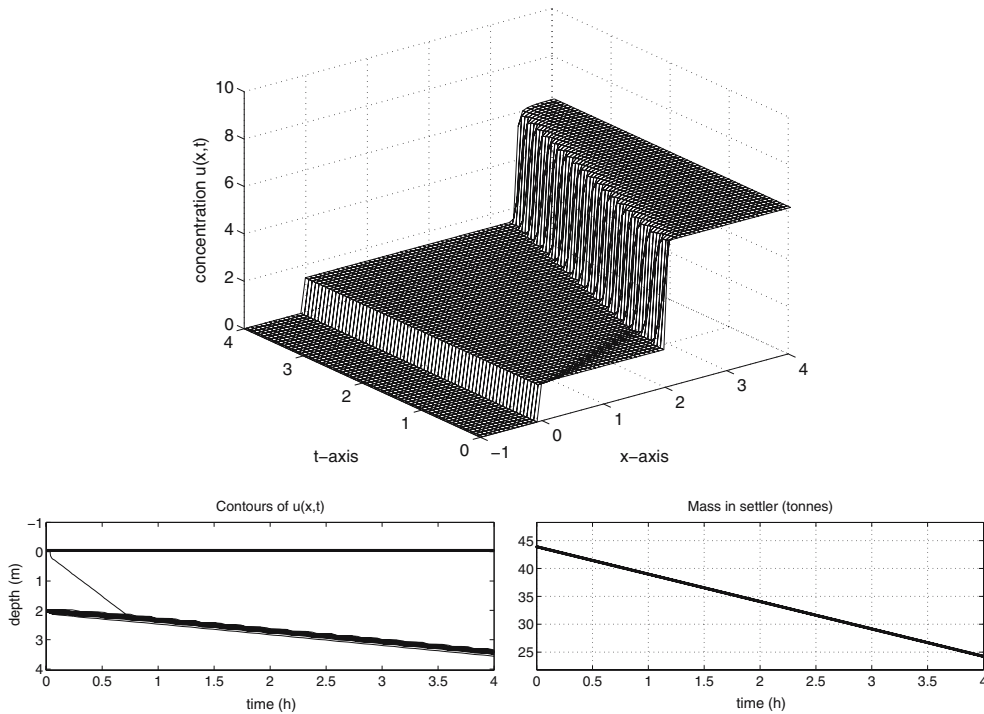 10
8
6
4
2
0
concentration u(x,t)
4
3
2
1
0
t−axis
−1
0
1
2
3
4
x−axis
Contours of u(x,t)
−1
0
1
2
3
4
depth (m)
0 0.5 1 1.5 2 2.5 3 3.5 4
time (h)
Mass in settler (tonnes)
45
40
35
30
25
0 0.5 1 1.5 2 2.5 3 3.5 4
time (h)